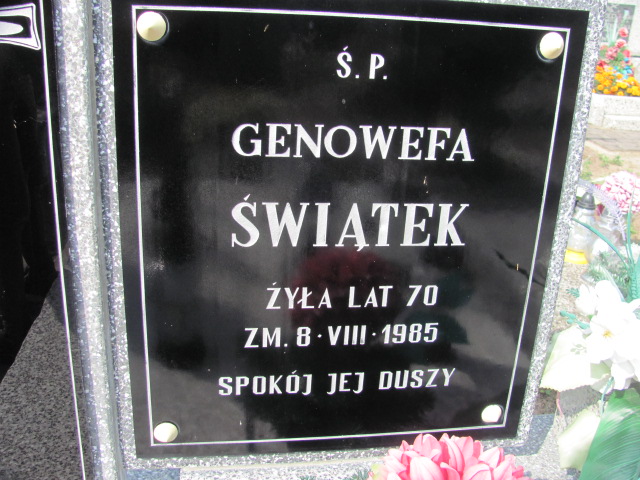 Ś. P.
GENOWEFA
ŚWIĄTEK
ŻYŁA LAT 70
ZM. 8 · VIII · 1985
SPOKÓJ JEJ DUSZY